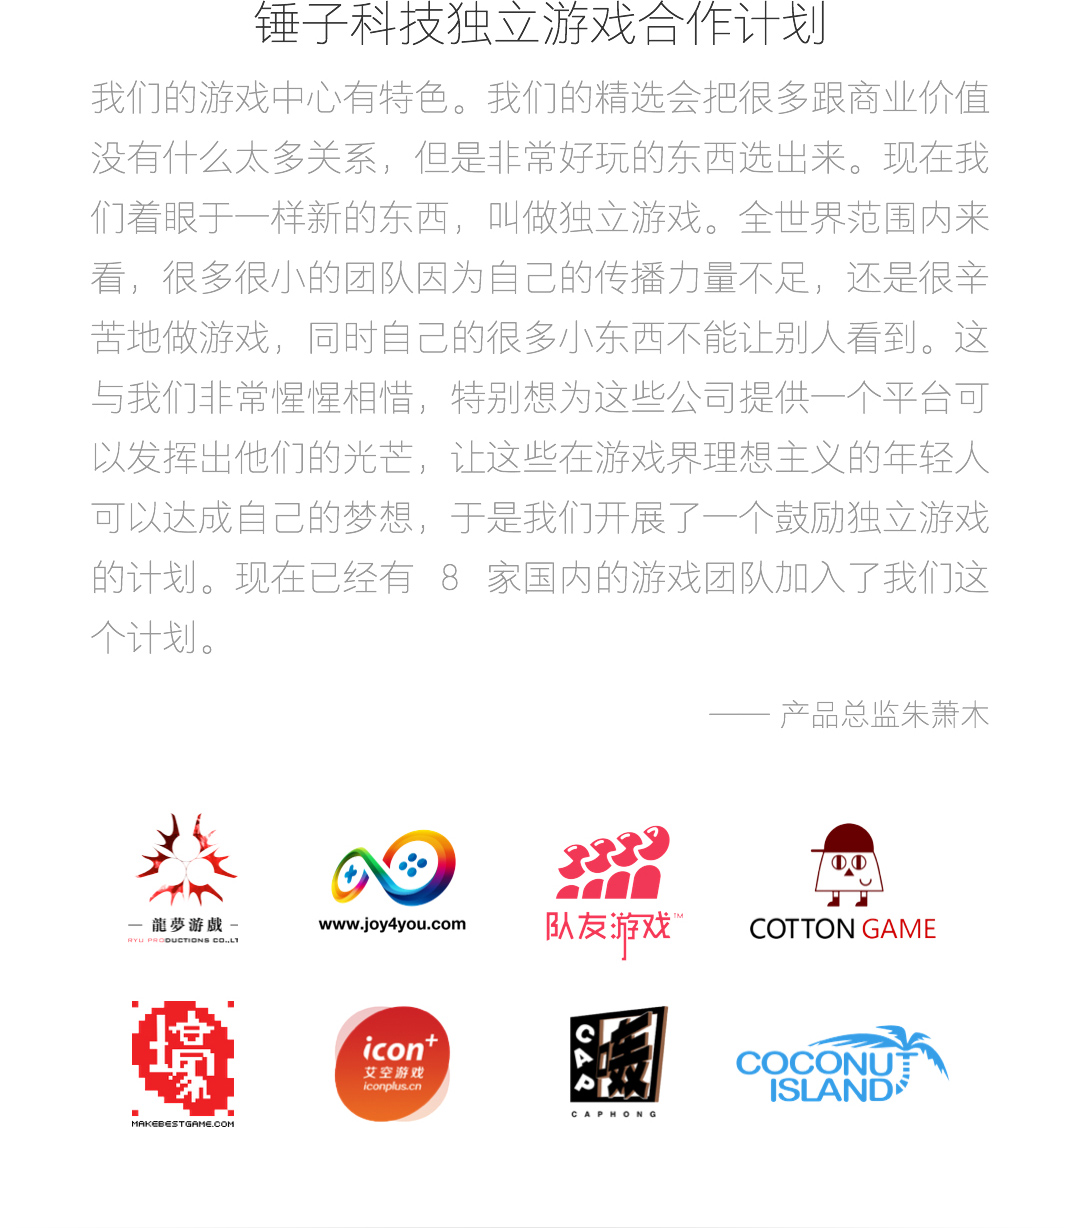 锤子科技独立游戏合作计划
我们的游戏中心有特色。我们的精选会把很多跟商业价值
没有什么太多关系，但是非常好玩的东西选出来。现在我
们着眼于一样新的东西，叫做独立游戏。全世界范围内来
看，很多很小的团队因为自己的传播力量不足，还是很辛
苦地做游戏，同时自己的很多小东西不能让别人看到。这
与我们非常惺惺相惜，特别想为这些公司提供一个平台可
以发挥出他们的光芒，让这些在游戏界理想主义的年轻人
可以达成自己的梦想，于是我们开展了一个鼓励独立游戏
的计划。现在已经有 8 家国内的游戏团队加入了我们这
个计划。
—— 产品总监朱萧木
龍夢游戲
RYU PRODUCTIONS CO.,LT
www.joy4you.com
队友游戏™
COTTON GAME
壕
MAKEBESTGAME.COM
icon+
艾空游戏
iconplus.cn
CAP
CAPHONG
COCONUT
ISLAND